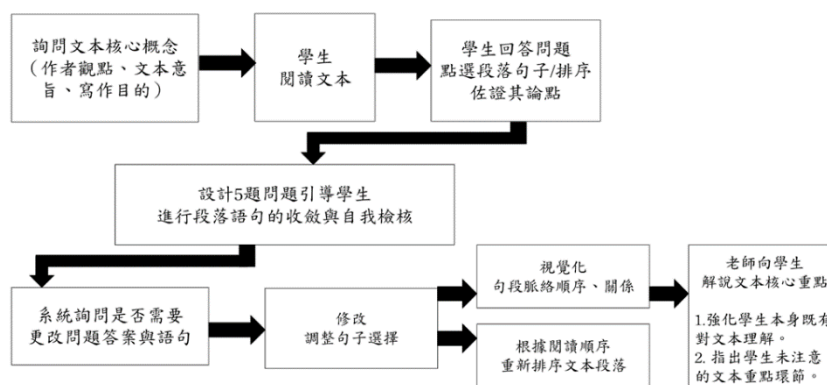 詢問文本核心概念
（作者觀點、文本意
旨、寫作目的）
學生
閱讀文本
學生回答問題
點選段落句子/排序
佐證其論點
設計5題問題引導學生
進行段落語句的收斂與自我檢核
系統詢問是否需要
更改問題答案與語句
修改
調整句子選擇
視覺化
句段脈絡順序、關係
根據閱讀順序
重新排序文本段落
老師向學生
解說文本核心重點
1.強化學生本身既有
對文本理解。
2. 指出學生未注意
的文本重點環節。